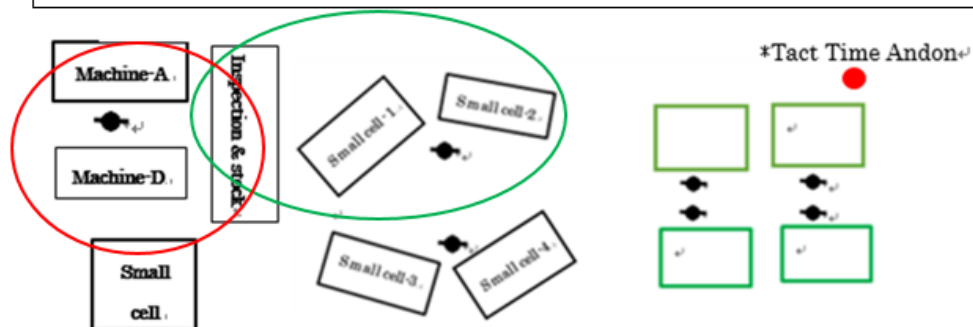 *Tact Time Andon↵
Machine-A
Inspection & stock
Small cell-1.
Small cell-2.
Machine-D.
Small cell-3.
Small cell-4.
Small
cell